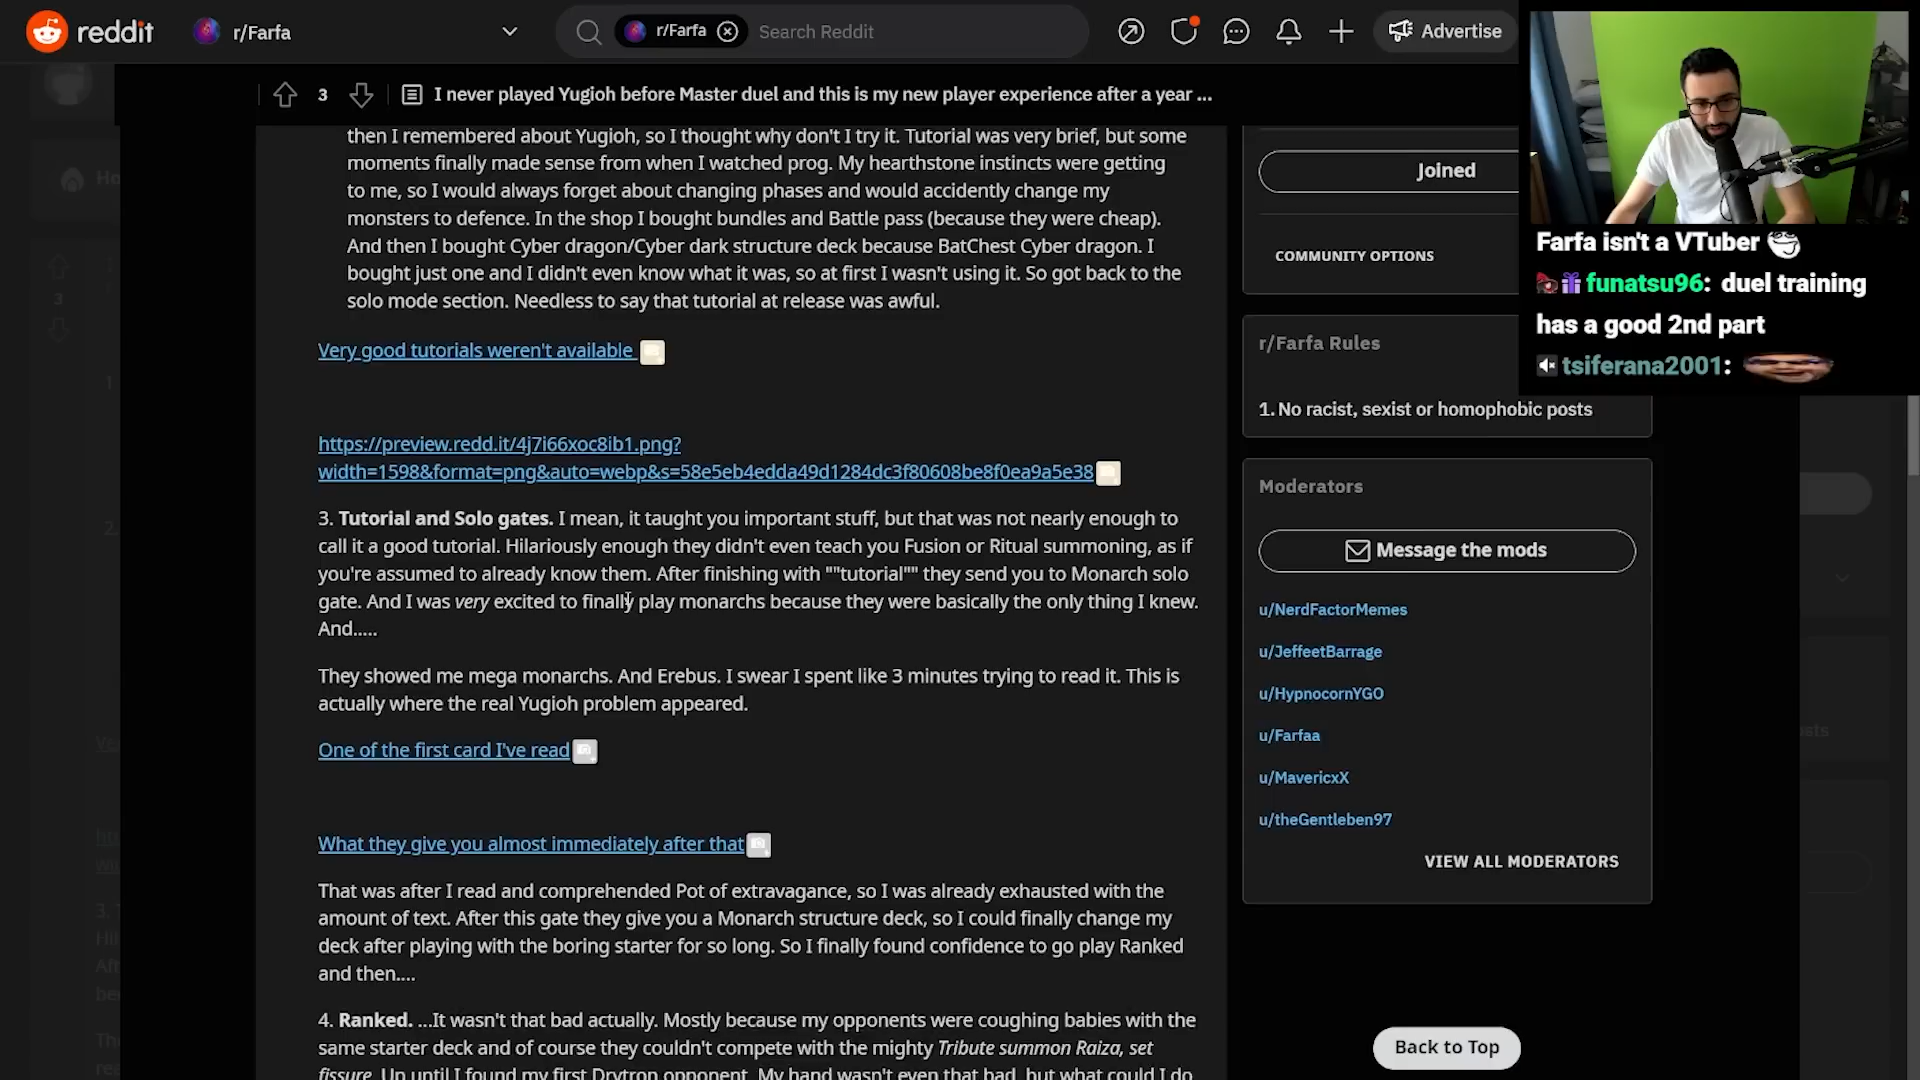 reddit
r/Farfa
r/Farfa
Search Reddit
Advertise
3
I never played Yugioh before Master duel and this is my new player experience after a year ...
then I remembered about Yugioh, so I thought why don't I try it. Tutorial was very brief, but some
moments finally made sense from when I watched prog. My hearthstone instincts were getting
to me, so I would always forget about changing phases and would accidently change my
monsters to defence. In the shop I bought bundles and Battle pass (because they were cheap).
And then I bought Cyber dragon/Cyber dark structure deck because BatChest Cyber dragon. I
bought just one and I didn't even know what it was, so at first I wasn't using it. So got back to the
solo mode section. Needless to say that tutorial at release was awful.
Very good tutorials weren't available
https://preview.redd.it/4j7i66xoc8ib1.png?
width=1598&format=png&auto=webp&s=58e5eb4edda49d1284dc3f80608be8f0ea9a5e38
3. Tutorial and Solo gates. I mean, it taught you important stuff, but that was not nearly enough to
call it a good tutorial. Hilariously enough they didn't even teach you Fusion or Ritual summoning, as if
you're assumed to already know them. After finishing with ""tutorial"" they send you to Monarch solo
gate. And I was very excited to finally play monarchs because they were basically the only thing I knew.
And.....
They showed me mega monarchs. And Erebus. I swear I spent like 3 minutes trying to read it. This is
actually where the real Yugioh problem appeared.
One of the first card I've read
What they give you almost immediately after that
That was after I read and comprehended Pot of extravagance, so I was already exhausted with the
amount of text. After this gate they give you a Monarch structure deck, so I could finally change my
deck after playing with the boring starter for so long. So I finally found confidence to go play Ranked
and then....
4. Ranked. ...It wasn't that bad actually. Mostly because my opponents were coughing babies with the
same starter deck and of course they couldn't compete with the mighty Tribute summon Raiza, set
fissure. Up until I found my first Drytron opponent. My hand wasn't even that bad, but what could I do
Joined
COMMUNITY OPTIONS
r/Farfa Rules
1. No racist, sexist or homophobic posts
Moderators
Message the mods
u/NerdFactorMemes
u/JeffeetBarrage
u/HypnocornYGO
u/Farfaa
u/MavericxX
u/theGentleben97
VIEW ALL MODERATORS
Back to Top
Farfa isn't a VTuber
funatsu96: duel training
has a good 2nd part
tsiferana2001: